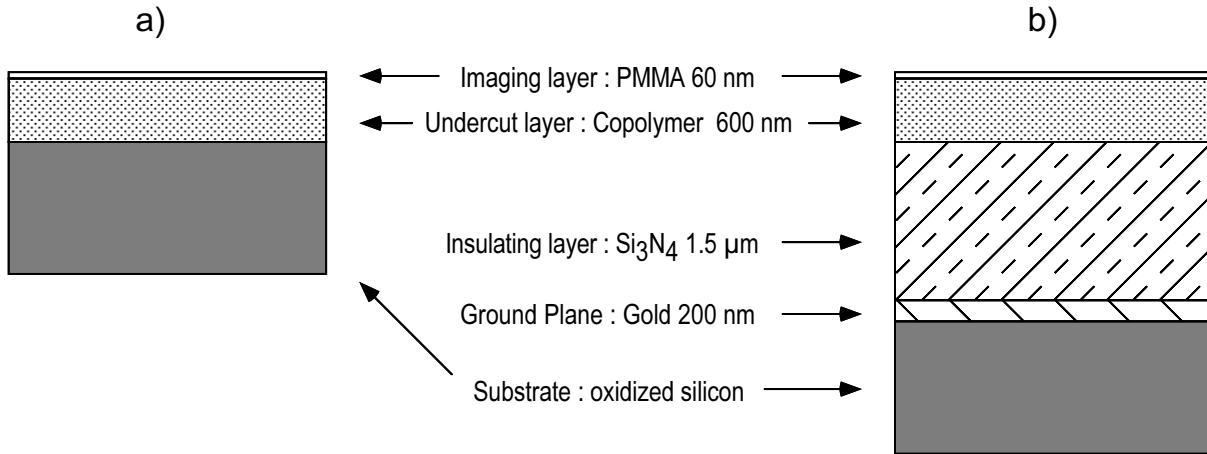 a)
b)
Imaging layer : PMMA 60 nm
Undercut layer : Copolymer 600 nm
Insulating layer : Si3N4 1.5 µm
Ground Plane : Gold 200 nm
Substrate : oxidized silicon